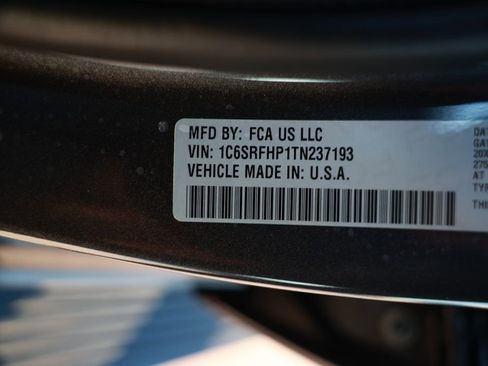 MFD BY: FCA US LLC
VIN: 1C6SRFHP1TN237193
VEHICLE MADE IN: U.S.A.